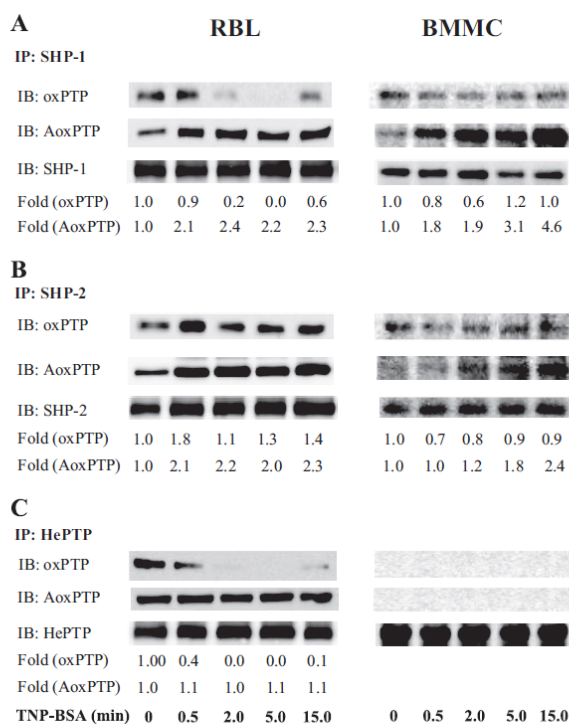 RBL BMMC
A
IP: SHP-1
IB: oxPTP
IB: AoxPTP
IB: SHP-1
Fold (oxPTP) 1.0 0.9 0.2 0.0 0.6 1.0 0.8 0.6 1.2 1.0
Fold (AoxPTP) 1.0 2.1 2.4 2.2 2.3 1.0 1.8 1.9 3.1 4.6
B
IP: SHP-2
IB: oxPTP
IB: AoxPTP
IB: SHP-2
Fold (oxPTP) 1.0 1.8 1.1 1.3 1.4 1.0 0.7 0.8 0.9 0.9
Fold (AoxPTP) 1.0 2.1 2.2 2.0 2.3 1.0 1.0 1.2 1.8 2.4
C
IP: HePTP
IB: oxPTP
IB: AoxPTP
IB: HePTP
Fold (oxPTP) 1.00 0.4 0.0 0.0 0.1
Fold (AoxPTP) 1.0 1.1 1.0 1.1 1.1
TNP-BSA (min) 0 0.5 2.0 5.0 15.0 0 0.5 2.0 5.0 15.0